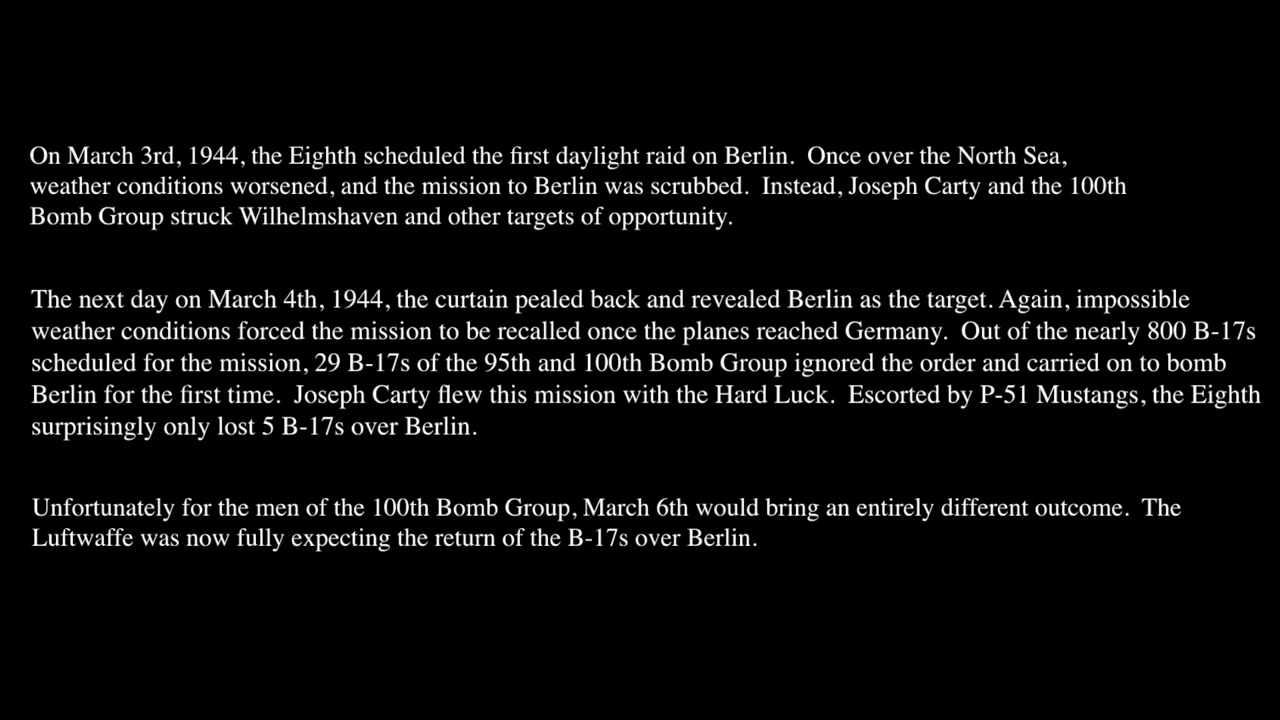 On March 3rd, 1944, the Eighth scheduled the first daylight raid on Berlin.  Once over the North Sea,
weather conditions worsened, and the mission to Berlin was scrubbed.  Instead, Joseph Carty and the 100th
Bomb Group struck Wilhelmshaven and other targets of opportunity.
The next day on March 4th, 1944, the curtain pealed back and revealed Berlin as the target. Again, impossible
weather conditions forced the mission to be recalled once the planes reached Germany.  Out of the nearly 800 B-17s
scheduled for the mission, 29 B-17s of the 95th and 100th Bomb Group ignored the order and carried on to bomb
Berlin for the first time.  Joseph Carty flew this mission with the Hard Luck.  Escorted by P-51 Mustangs, the Eighth
surprisingly only lost 5 B-17s over Berlin.
Unfortunately for the men of the 100th Bomb Group, March 6th would bring an entirely different outcome.  The
Luftwaffe was now fully expecting the return of the B-17s over Berlin.